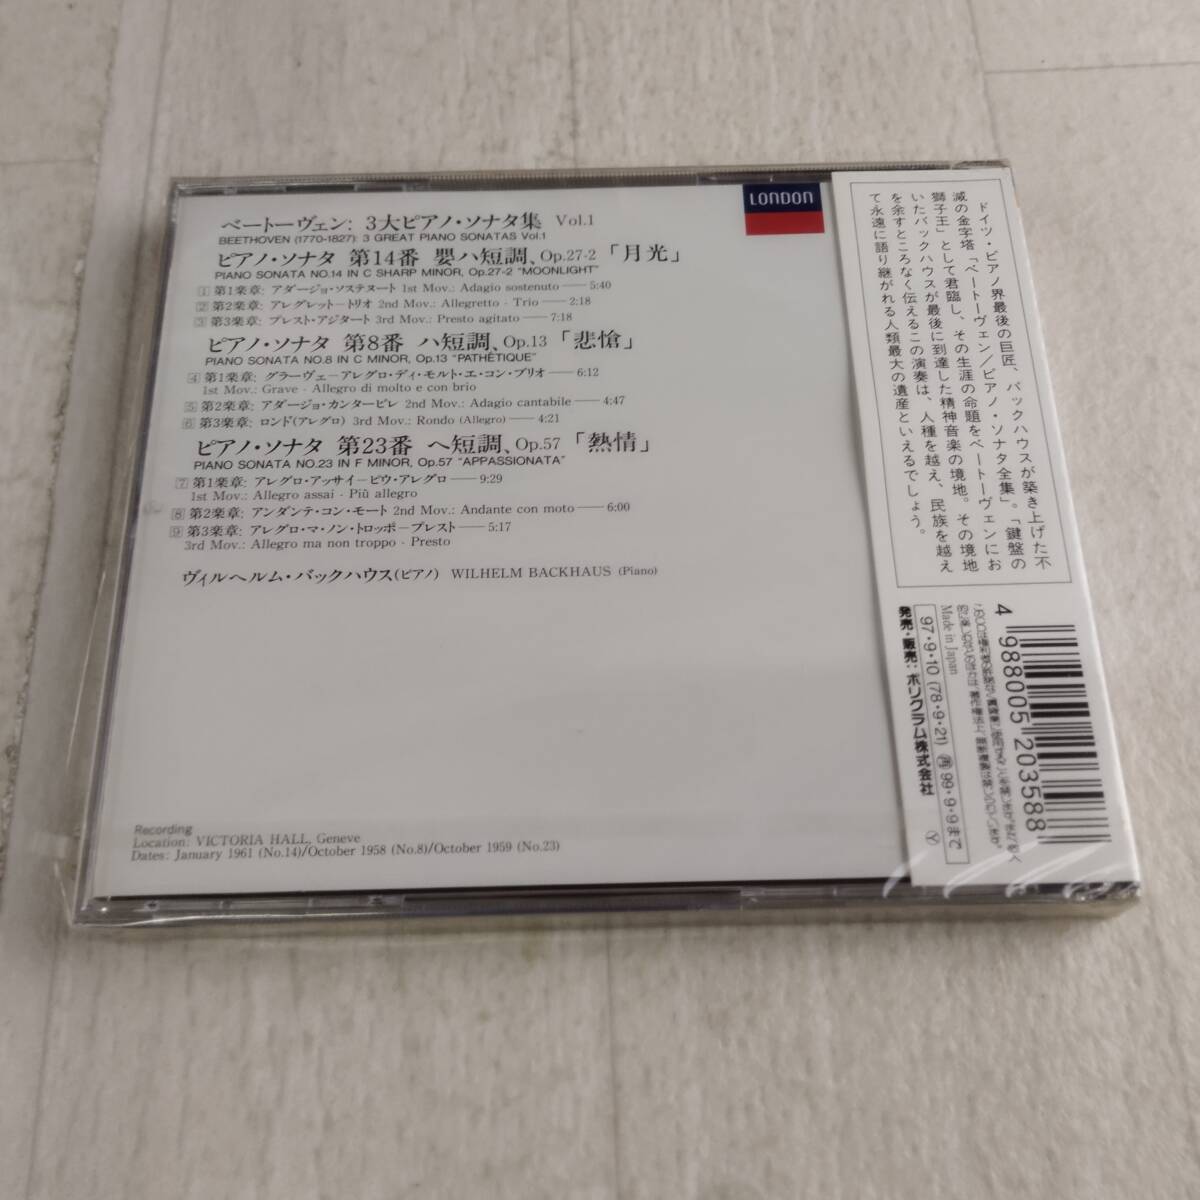 LONDON
ベートーヴェン: 3大ピアノ・ソナタ集 Vol.1
BEETHOVEN (1770-1827): 3 GREAT PIANO SONATAS Vol.1
ピアノ・ソナタ 第14番 嬰ハ短調、Op.27-2「月光」
PIANO SONATA NO.14 IN C SHARP MINOR, Op.27-2 "MOONLIGHT"
1 第1楽章: アダージョ・ソステヌート 1st Mov.: Adagio sostenuto — 5:40
2 第2楽章: アレグレット－トリオ 2nd Mov.: Allegretto - Trio — 2:18
3 第3楽章: プレスト・アジタート 3rd Mov.: Presto agitato — 7:18
ピアノ・ソナタ 第8番 ハ短調、Op.13「悲愴」
PIANO SONATA NO.8 IN C MINOR, Op.13 "PATHÉTIQUE"
4 第1楽章: グラーヴェ－アレグロ・ディ・モルト・エ・コン・ブリオ — 6:12
1st Mov.: Grave - Allegro di molto e con brio
5 第2楽章: アダージョ・カンタービレ 2nd Mov.: Adagio cantabile — 4:47
6 第3楽章: ロンド(アレグロ) 3rd Mov.: Rondo (Allegro) — 4:21
ピアノ・ソナタ 第23番 ヘ短調、Op.57「熱情」
PIANO SONATA NO.23 IN F MINOR, Op.57 "APPASSIONATA"
7 第1楽章: アレグロ・アッサイ－ピウ・アレグロ — 9:29
1st Mov.: Allegro assai - Più allegro
8 第2楽章: アンダンテ・コン・モート 2nd Mov.: Andante con moto — 6:00
9 第3楽章: アレグロ・マ・ノン・トロッポ－プレスト — 5:17
3rd Mov.: Allegro ma non troppo - Presto
ヴィルヘルム・バックハウス(ピアノ) WILHELM BACKHAUS (Piano)
Recording
Location: VICTORIA HALL, Geneve
Dates: January 1961 (No.14)/October 1958 (No.8)/October 1959 (No.23)
ドイツ・ピアノ界最後の巨匠、バックハウスが築き上げた不
滅の金字塔「ベートーヴェン/ピアノ・ソナタ全集」。「鍵盤の
獅子王」として君臨し、その生涯の命題をベートーヴェンにお
いたバックハウスが最後に到達した精神音楽の境地。その境地
を余すところなく伝えるこの演奏は、人種を越え、民族を越え
て永遠に語り継がれる人類最大の遺産といえるでしょう。
4 988005 203588
Made in Japan
97・9・10 (78・9・21) 再 99・9・9まで Y
発売・販売: ポリグラム株式会社